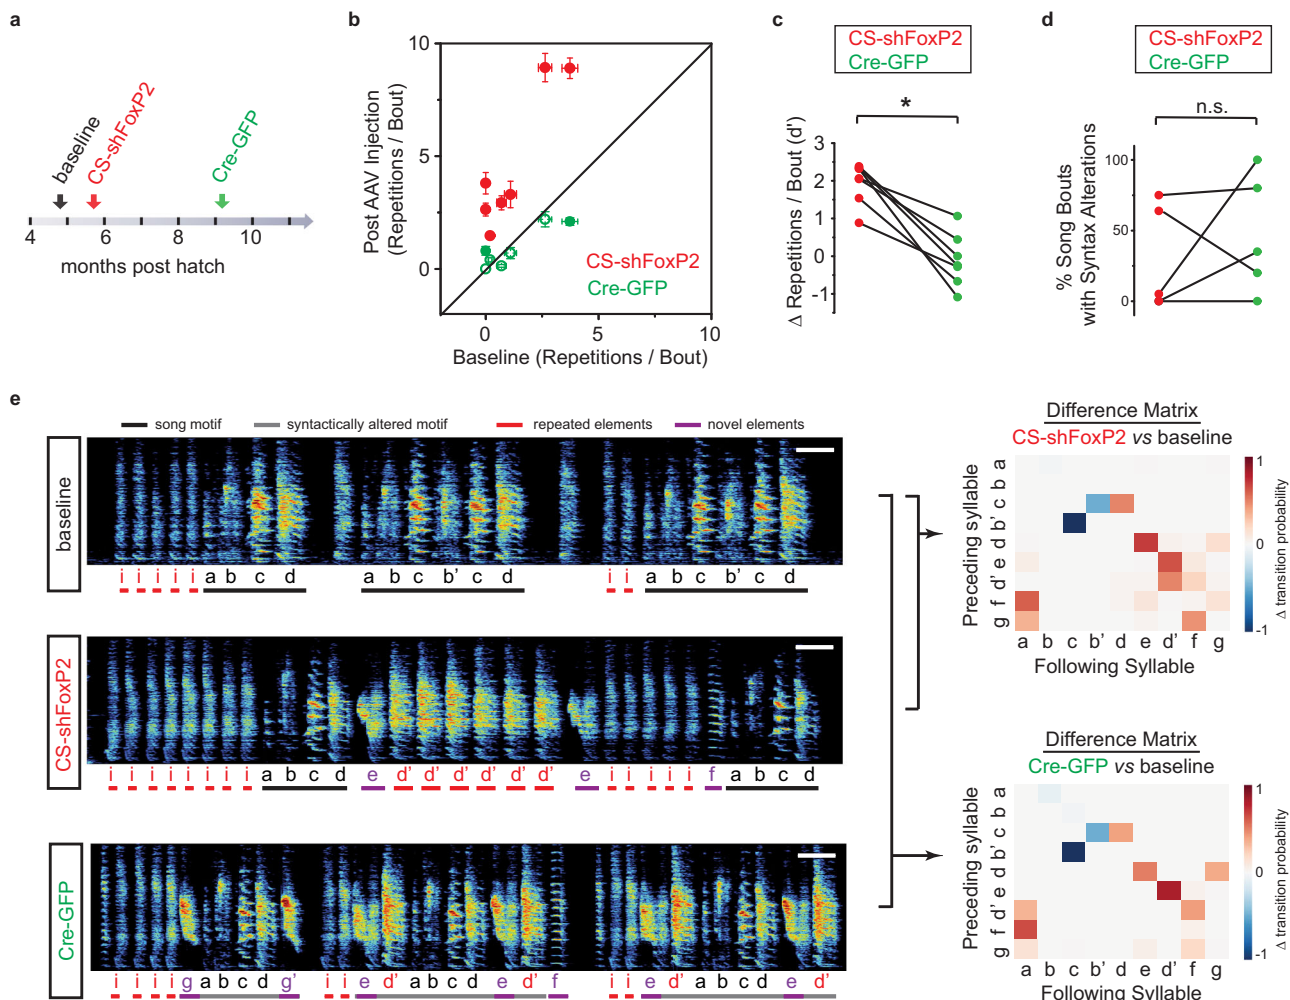 a
baseline
CS-shFoxP2
Cre-GFP
4 6 8 10
months post hatch
b
Post AAV Injection
(Repetitions / Bout)
10
5
0
CS-shFoxP2
Cre-GFP
0 5 10
Baseline (Repetitions / Bout)
c
CS-shFoxP2
Cre-GFP
*
Δ Repetitions / Bout (d')
3
2
1
0
-1
d
CS-shFoxP2
Cre-GFP
n.s.
% Song Bouts
with Syntax Alterations
100
50
0
e
song motif syntactically altered motif repeated elements novel elements
baseline
i i i i i a b c d a b c b' c d i i a b c b' c d
CS-shFoxP2
i i i i i i i i a b c d e d' d' d' d' d' d' e i i i i i f a b c d
Cre-GFP
i i i i g a b c d g' i i e d' a b c d e d' f i i e d' a b c d e d'
Difference Matrix
CS-shFoxP2 vs baseline
Preceding syllable
a
b
c
b'
d
e
d'
f
g
a b c b' d e d' f g
Following Syllable
1
0
-1
Δ transition probability
Difference Matrix
Cre-GFP vs baseline
Preceding syllable
a
b
c
b'
d
e
d'
f
g
a b c b' d e d' f g
Following Syllable
1
0
-1
Δ transition probability